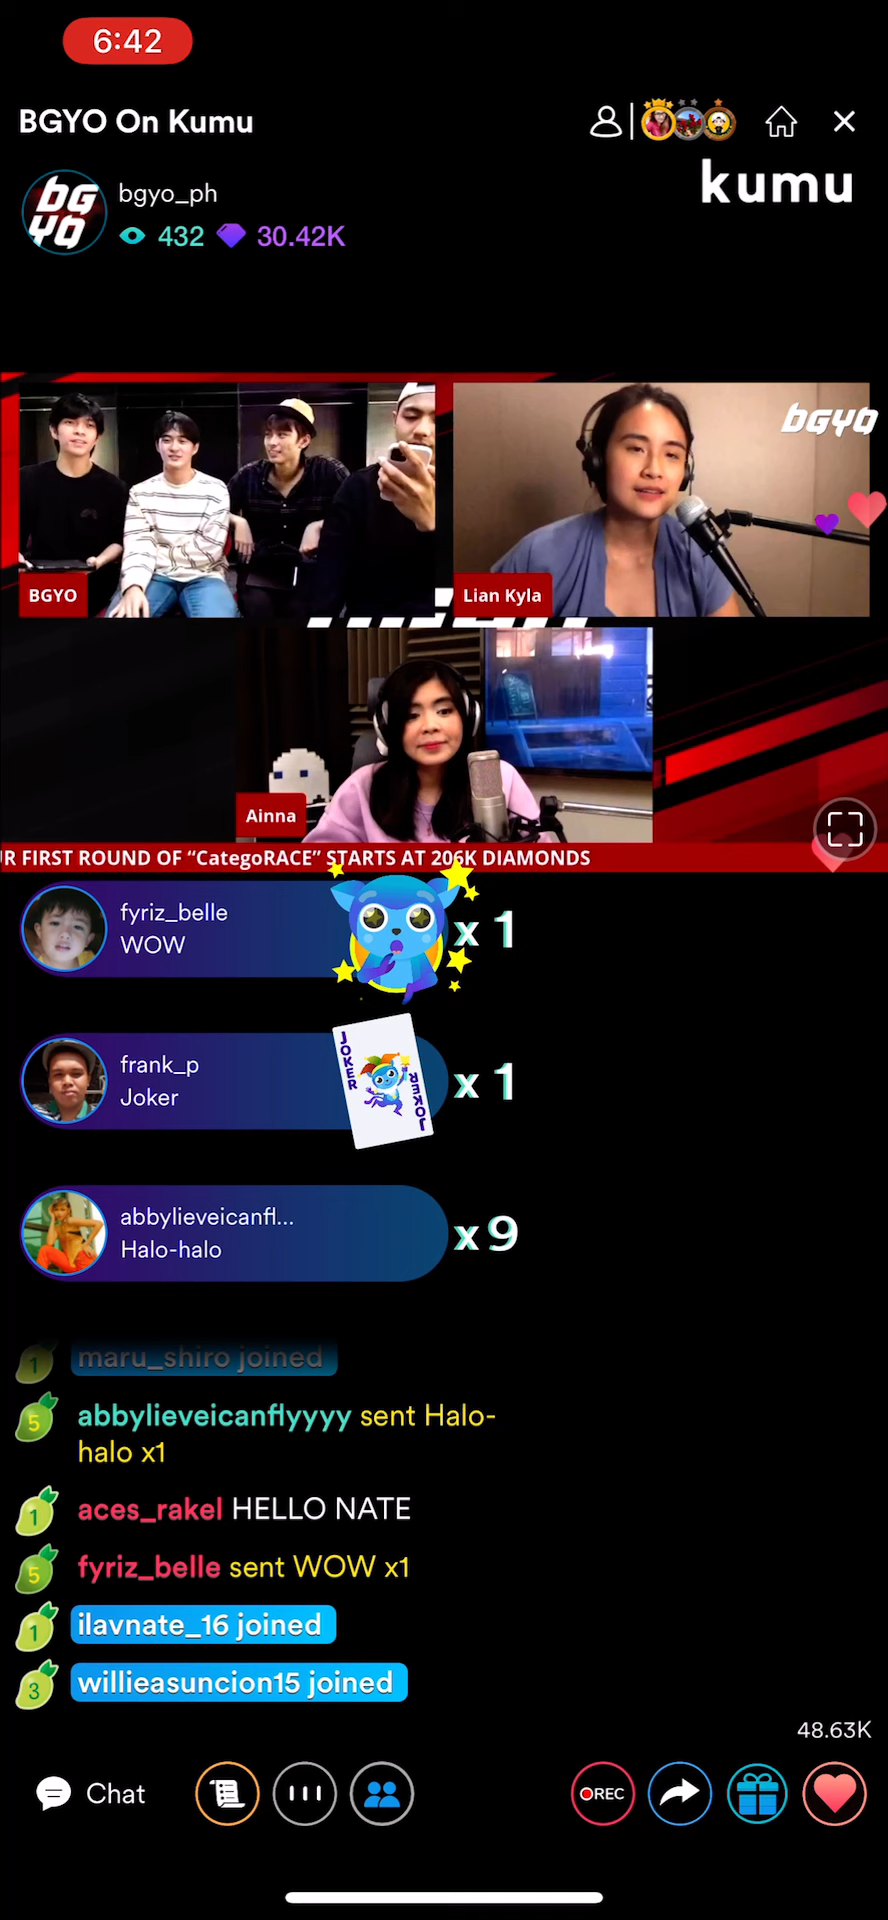 6:42
BGYO On Kumu
kumu
bgyo_ph
432 30.42K
BG
YO
BGYO
BGYO
Lian Kyla
Ainna
R FIRST ROUND OF “CategoRACE” STARTS AT 206K DIAMONDS
fyriz_belle
WOW
x 1
frank_p
Joker
JOKER
JOKER
x 1
abbylieveicanfl...
Halo-halo
x 9
1 maru_shiro joined
5 abbylieveicanflyyyy sent Halo-
halo x1
1 aces_rakel HELLO NATE
5 fyriz_belle sent WOW x1
1 ilavnate_16 joined
3 willieasuncion15 joined
48.63K
Chat
REC